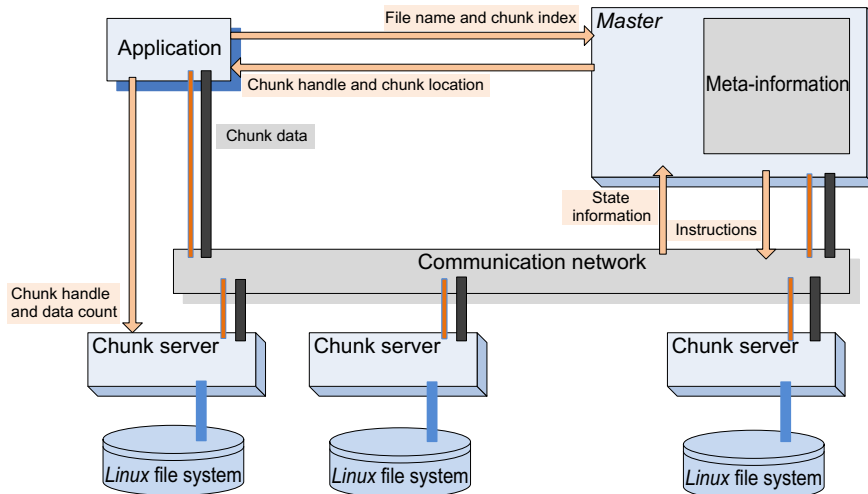 File name and chunk index
Master
Application
Meta-information
Chunk handle and chunk location
Chunk data
State
information
Instructions
Communication network
Chunk handle
and data count
Chunk server
Chunk server
Chunk server
Linux file system
Linux file system
Linux file system